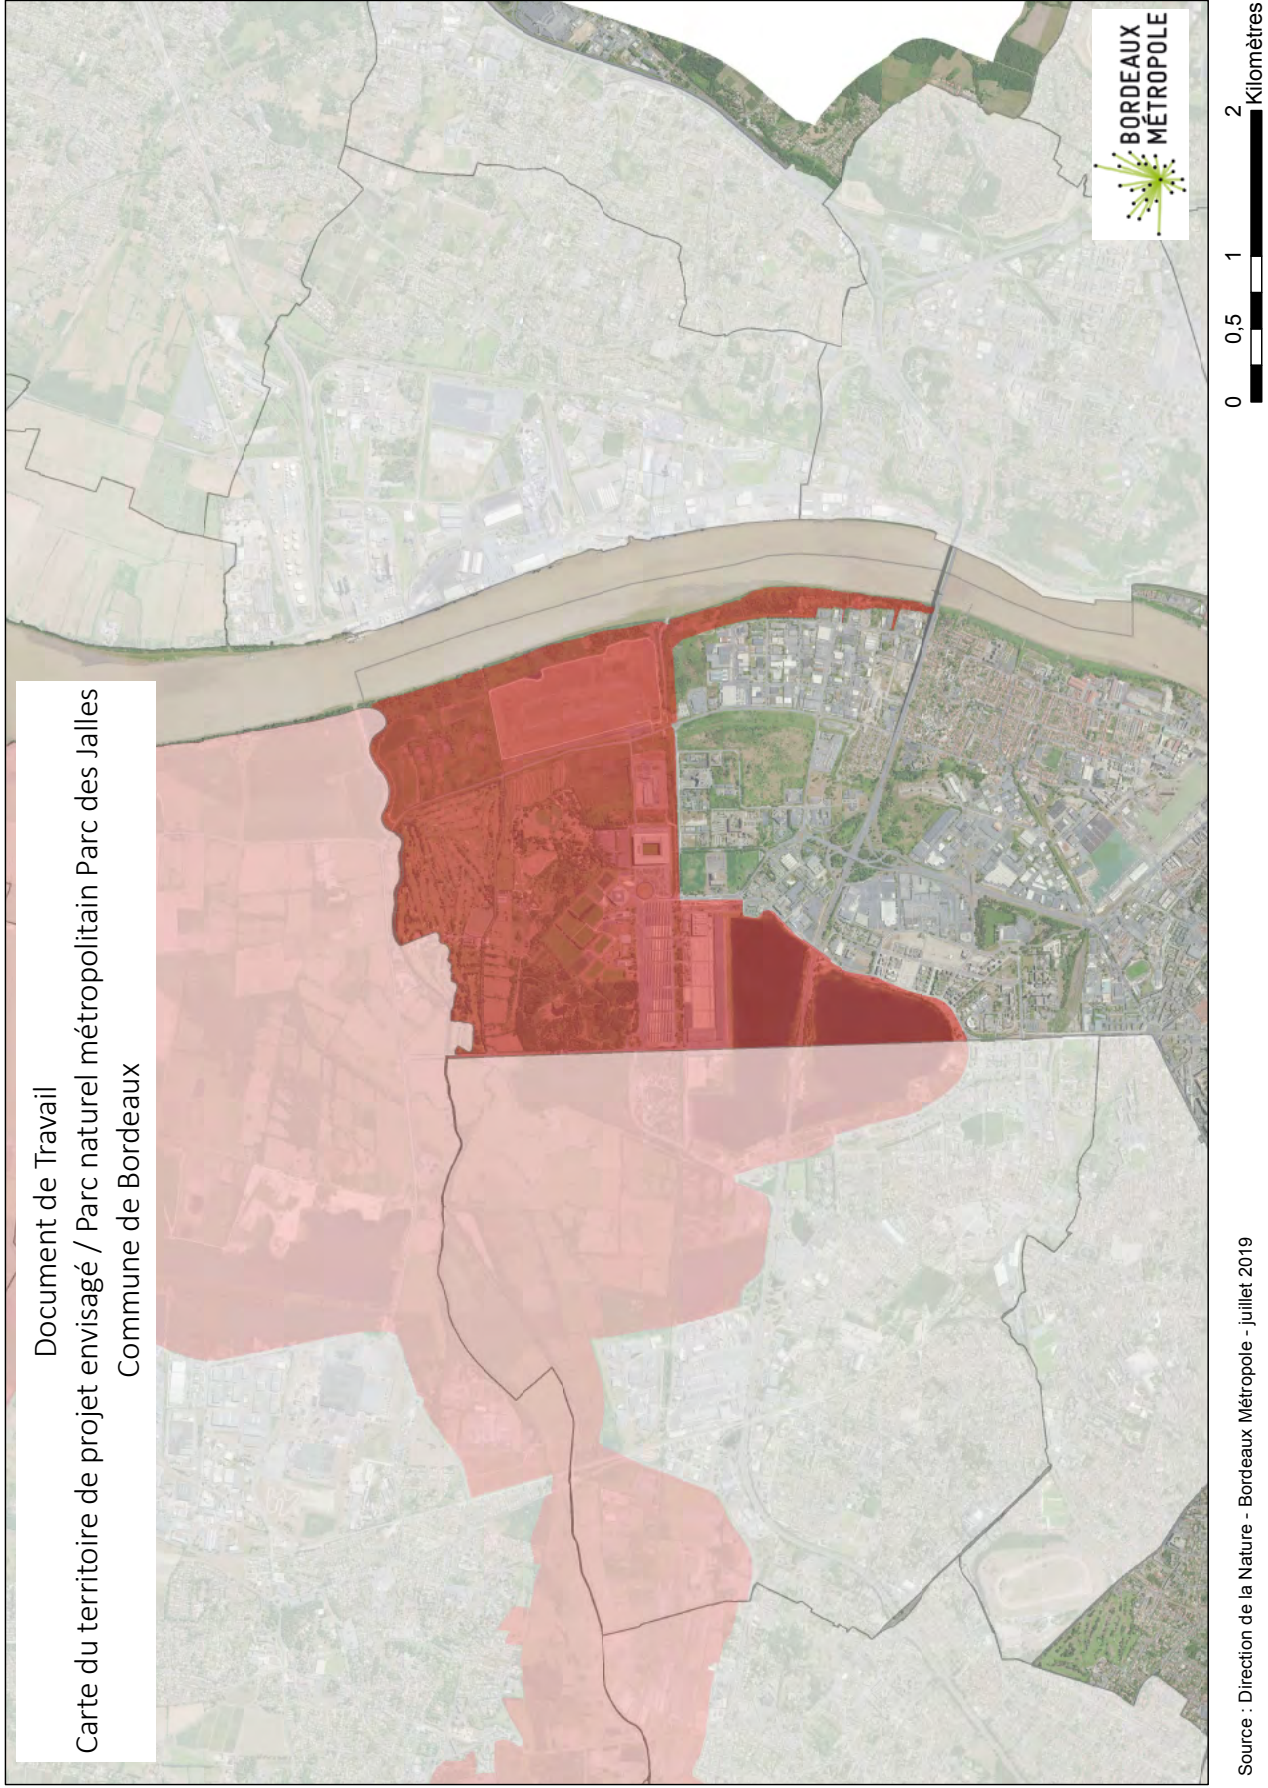 Document de Travail
Carte du territoire de projet envisagé / Parc naturel métropolitain Parc des Jalles
Commune de Bordeaux
BORDEAUX
MÉTROPOLE
0 0,5 1 2
Kilomètres
Source : Direction de la Nature - Bordeaux Métropole - juillet 2019